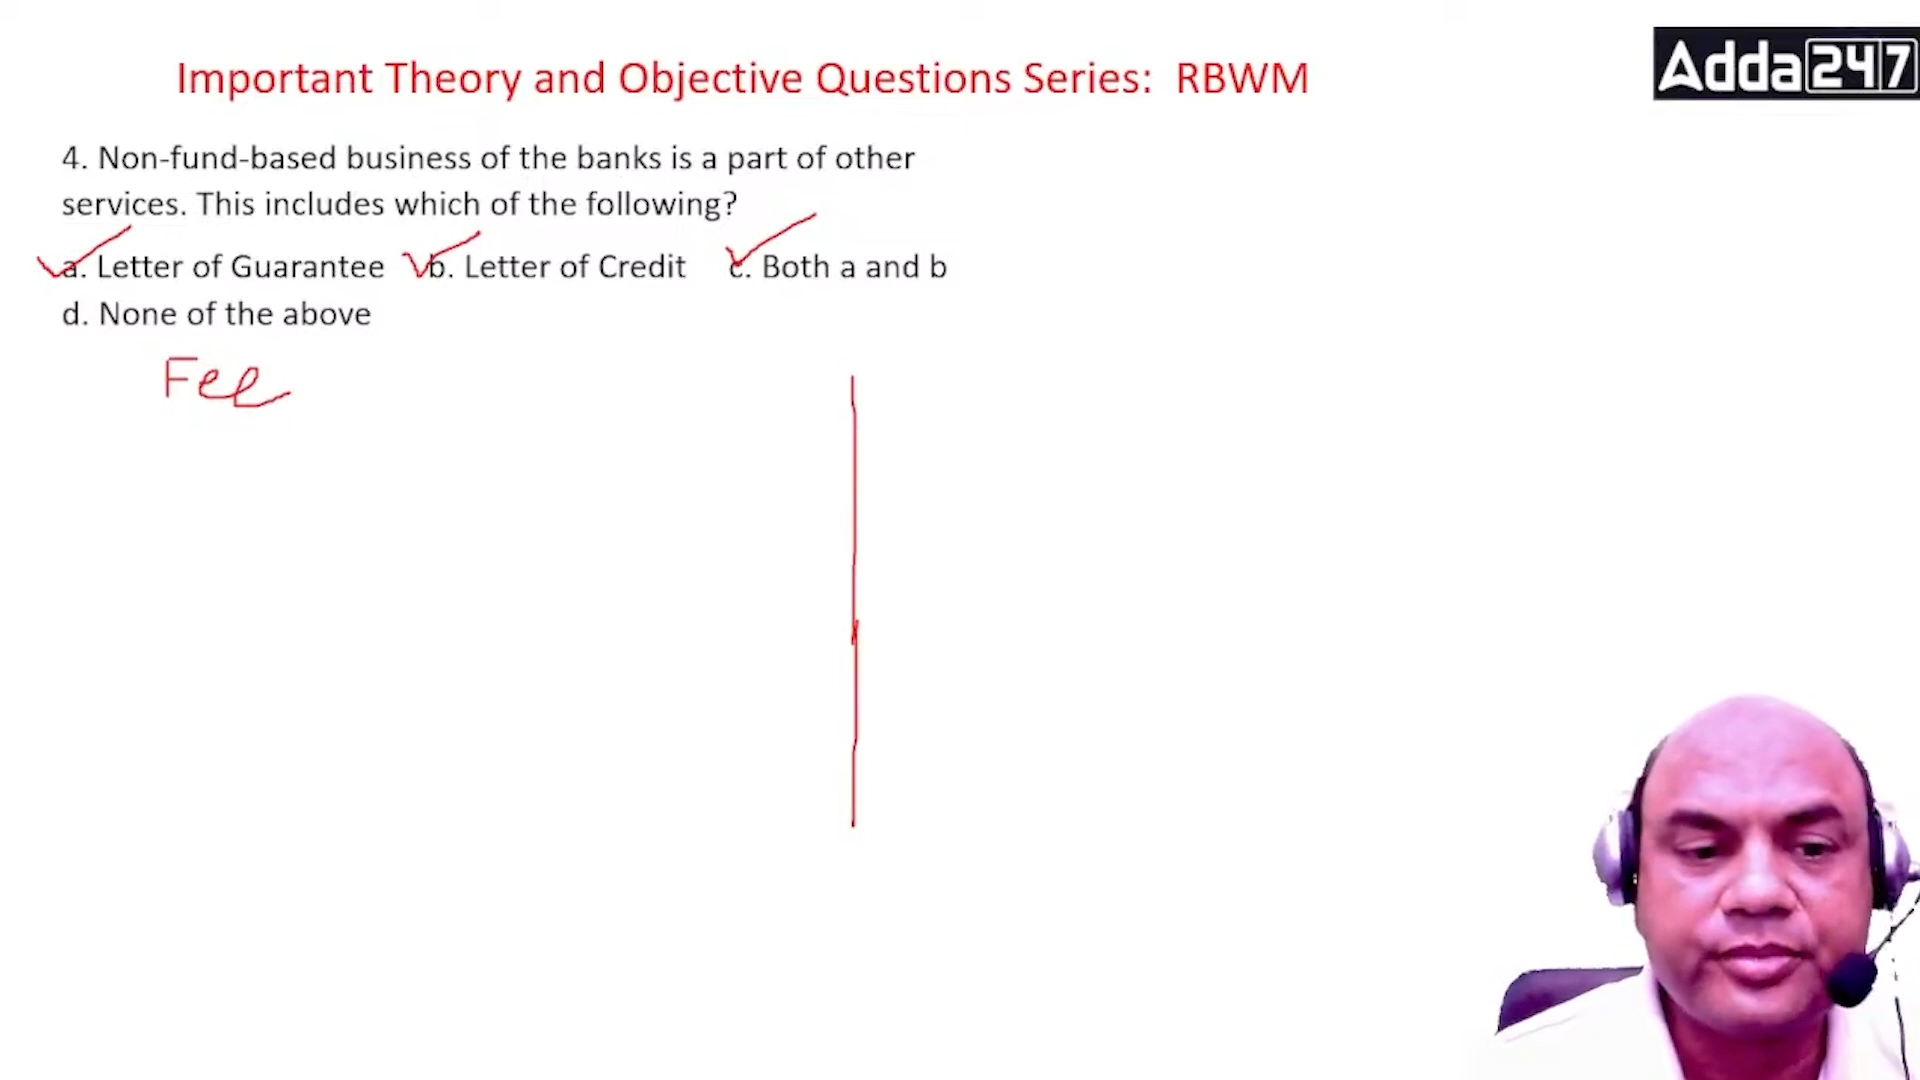 Important Theory and Objective Questions Series: RBWM
Adda247
4. Non-fund-based business of the banks is a part of other
services. This includes which of the following?
a. Letter of Guarantee b. Letter of Credit c. Both a and b
d. None of the above
Fee